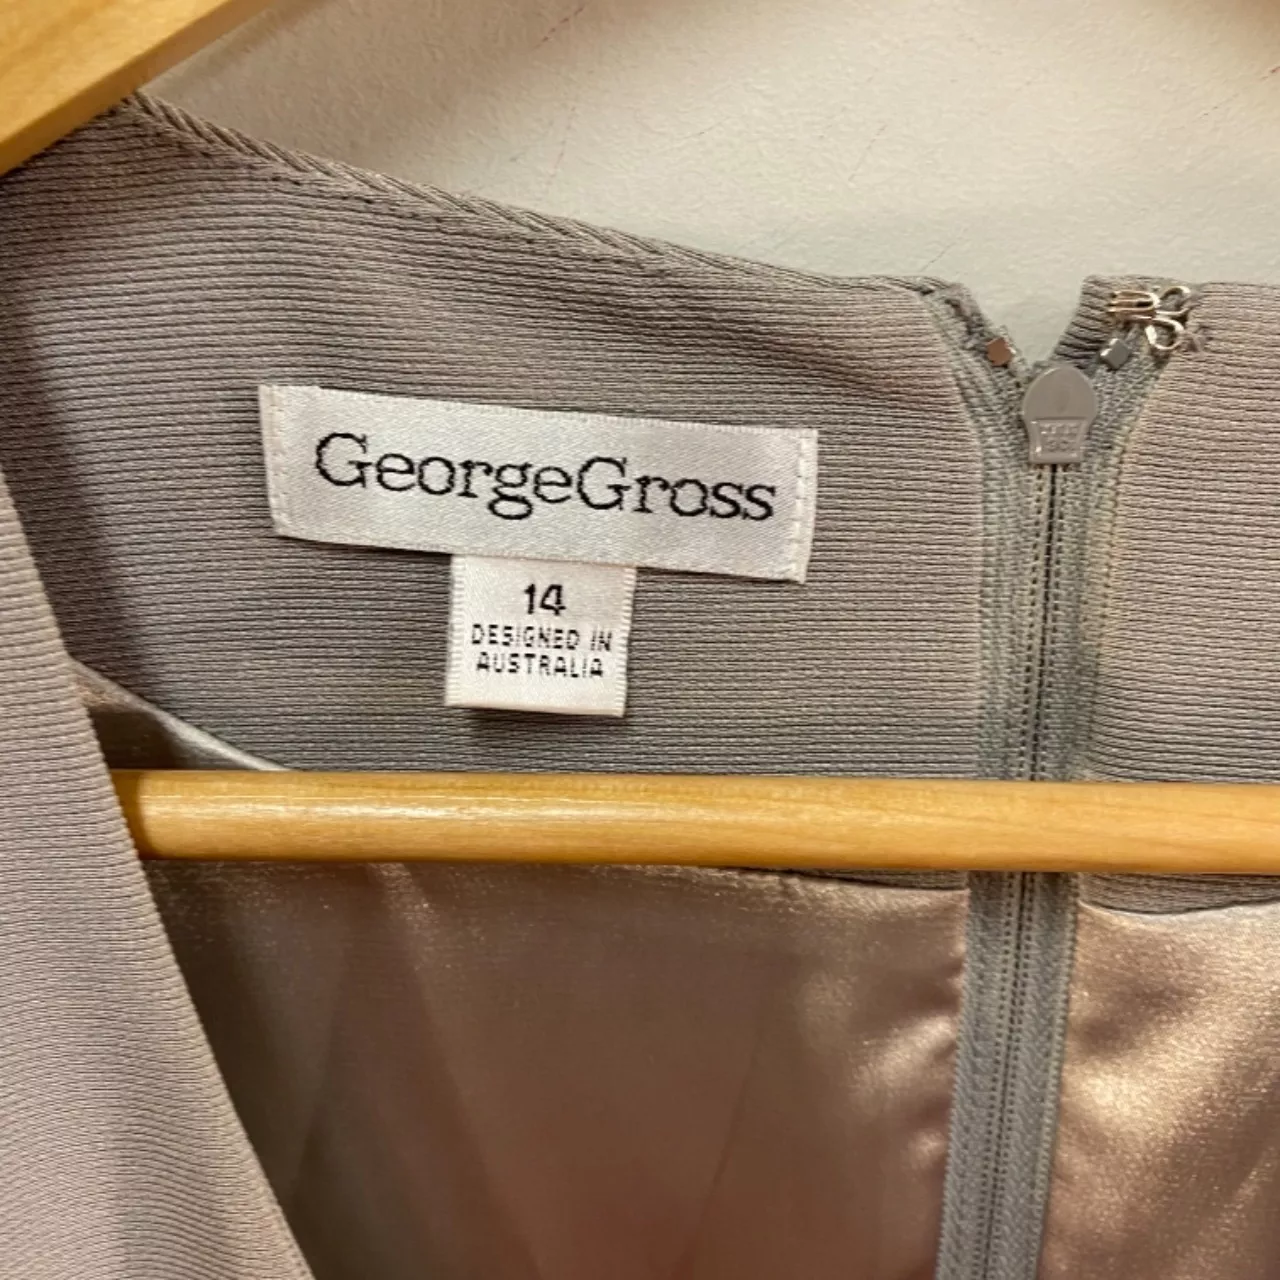 GeorgeGross
14
DESIGNED IN
AUSTRALIA